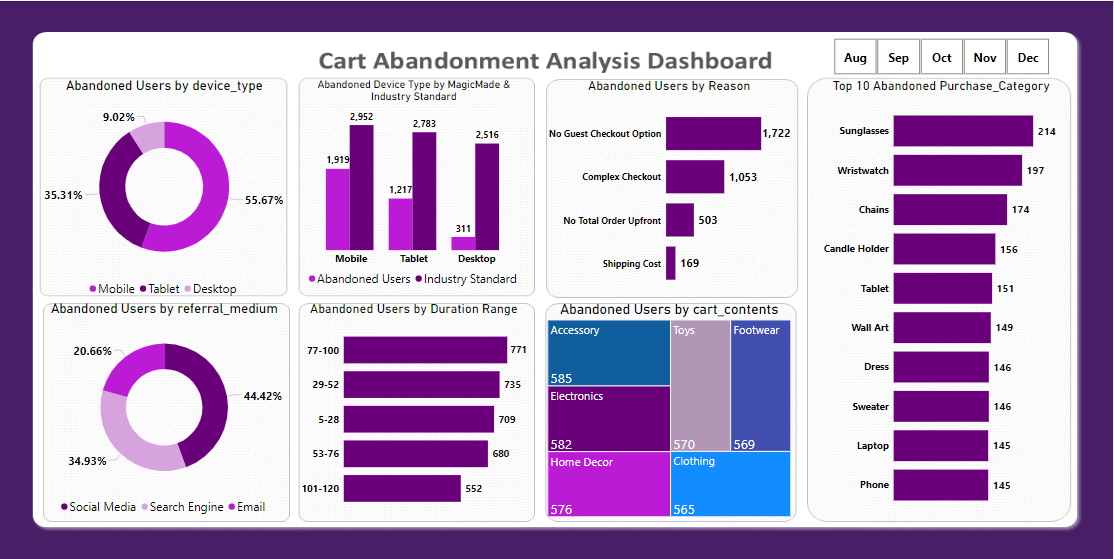 Cart Abandonment Analysis Dashboard
Aug Sep Oct Nov Dec
Abandoned Users by device_type
9.02%
35.31%
55.67%
Mobile Tablet Desktop
Abandoned Device Type by MagicMade &
Industry Standard
2,952
2,783
2,516
1,919
1,217
311
Mobile Tablet Desktop
Abandoned Users Industry Standard
Abandoned Users by Reason
No Guest Checkout Option 1,722
Complex Checkout 1,053
No Total Order Upfront 503
Shipping Cost 169
Top 10 Abandoned Purchase_Category
Sunglasses 214
Wristwatch 197
Chains 174
Candle Holder 156
Tablet 151
Wall Art 149
Dress 146
Sweater 146
Laptop 145
Phone 145
Abandoned Users by referral_medium
20.66%
44.42%
34.93%
Social Media Search Engine Email
Abandoned Users by Duration Range
77-100 771
29-52 735
5-28 709
53-76 680
101-120 552
Abandoned Users by cart_contents
Accessory
585
Electronics
582
Home Decor
576
Toys
570
Footwear
569
Clothing
565